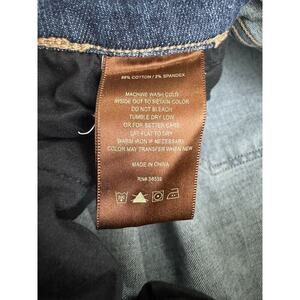 98% COTTON / 2% SPANDEX
MACHINE WASH COLD
INSIDE OUT TO RETAIN COLOR
DO NOT BLEACH
TUMBLE DRY LOW
OR FOR BETTER CARE
LAY FLAT TO DRY
WARM IRON IF NECESSARY
COLOR MAY TRANSFER WHEN NEW
MADE IN CHINA
RN#